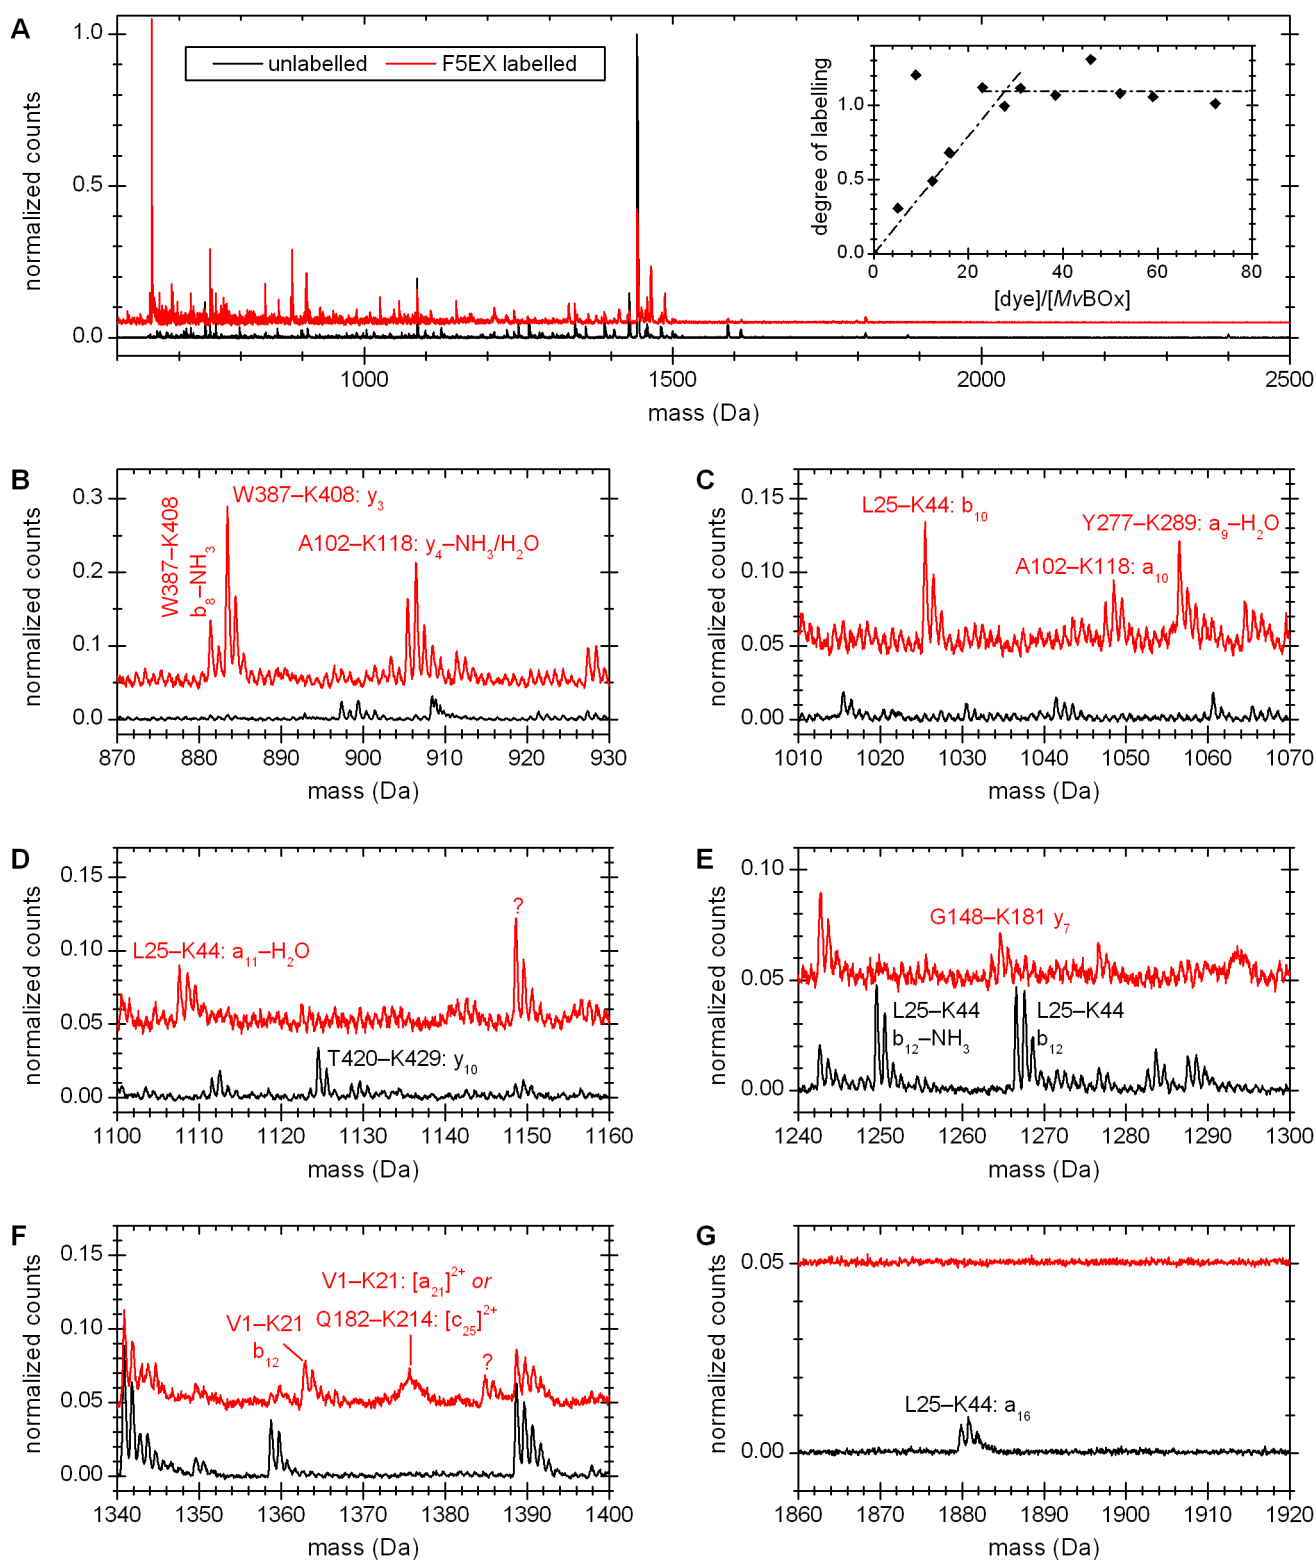 A
normalized counts
1.0
0.5
0.0
unlabelled
F5EX labelled
1000
1500
2000
2500
mass (Da)
degree of labelling
1.0
0.5
0.0
0
20
40
60
80
[dye]/[MvBOx]
B
normalized counts
0.3
0.2
0.1
0.0
W387–K408
b8–NH3
W387–K408: y3
A102–K118: y4–NH3/H2O
870 880 890 900 910 920 930
mass (Da)
C
normalized counts
0.15
0.10
0.05
0.00
L25–K44: b10
Y277–K289: a9–H2O
A102–K118: a10
1010 1020 1030 1040 1050 1060 1070
mass (Da)
D
normalized counts
0.15
0.10
0.05
0.00
?
L25–K44: a11–H2O
T420–K429: y10
1100 1110 1120 1130 1140 1150 1160
mass (Da)
E
normalized counts
0.10
0.05
0.00
G148–K181 y7
L25–K44
b12–NH3
L25–K44
b12
1240 1250 1260 1270 1280 1290 1300
mass (Da)
F
normalized counts
0.15
0.10
0.05
0.00
V1–K21: [a21]2+ or
Q182–K214: [c25]2+
V1–K21
b12
?
1340 1350 1360 1370 1380 1390 1400
mass (Da)
G
normalized counts
0.05
0.00
L25–K44: a16
1860 1870 1880 1890 1900 1910 1920
mass (Da)